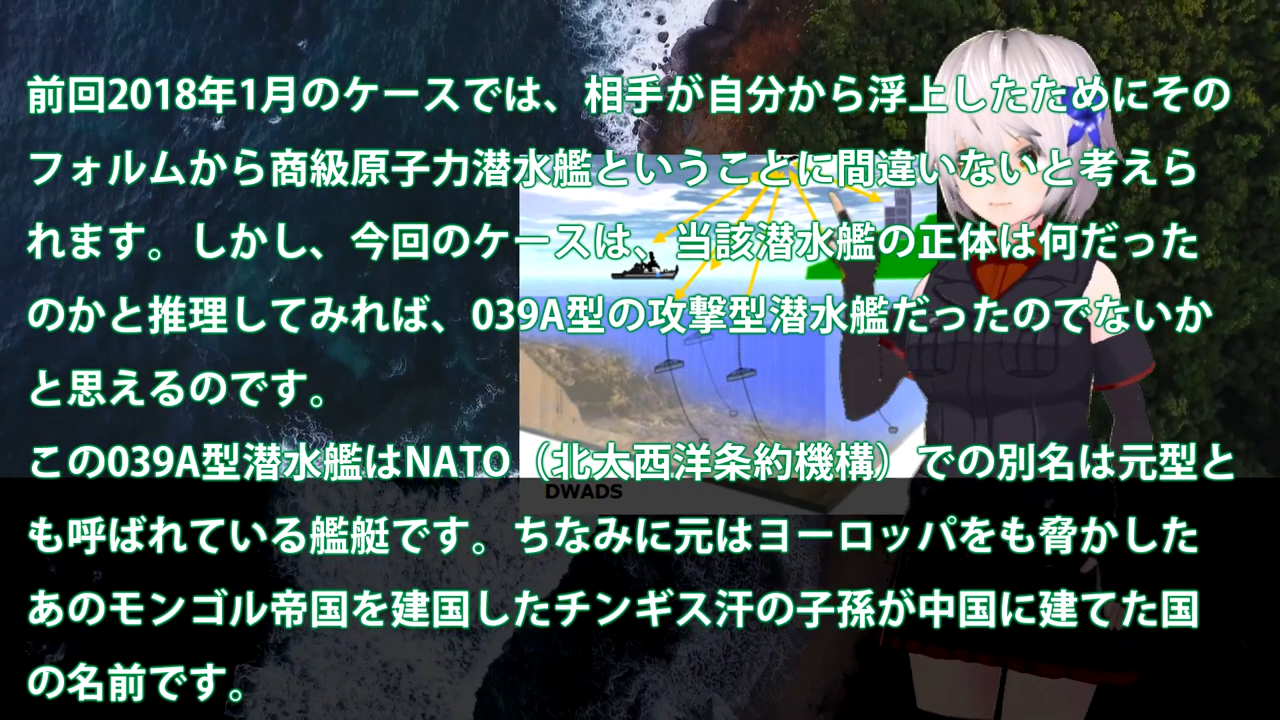 前回2018年1月のケースでは、相手が自分から浮上したためにその
フォルムから商級原子力潜水艦ということに間違いないと考えら
れます。しかし、今回のケースは、当該潜水艦の正体は何だった
のかと推理してみれば、039A型の攻撃型潜水艦だったのでないか
と思えるのです。
この039A型潜水艦はNATO（北大西洋条約機構）での別名は元型と
も呼ばれている艦艇です。ちなみに元はヨーロッパをも脅かした
あのモンゴル帝国を建国したチンギス汗の子孫が中国に建てた国
の名前です。
DWADS